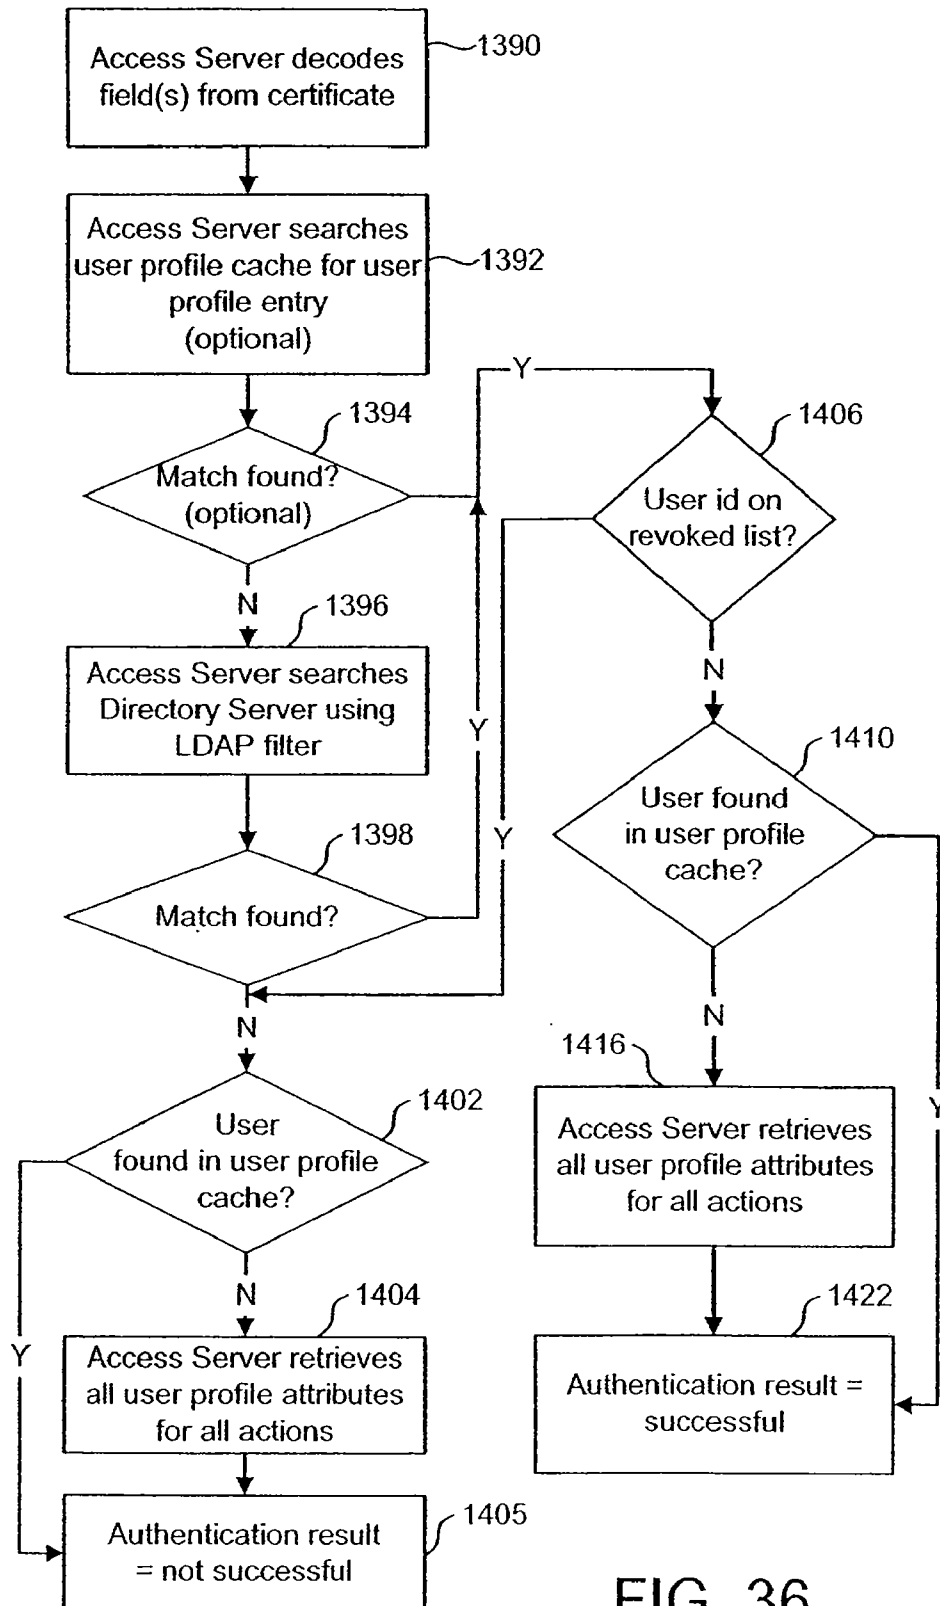 Access Server decodes
field(s) from certificate
1390
Access Server searches
user profile cache for user
profile entry
(optional)
1392
Y
1394
Match found?
(optional)
1406
User id on
revoked list?
N
1396
Access Server searches
Directory Server using
LDAP filter
Y
N
1410
User found
in user profile
cache?
1398
Match found?
Y
N
N
1416
Access Server retrieves
all user profile attributes
for all actions
Y
1402
User
found in user profile
cache?
N
1404
Y
Access Server retrieves
all user profile attributes
for all actions
1422
Authentication result =
successful
1405
Authentication result
= not successful
FIG. 36